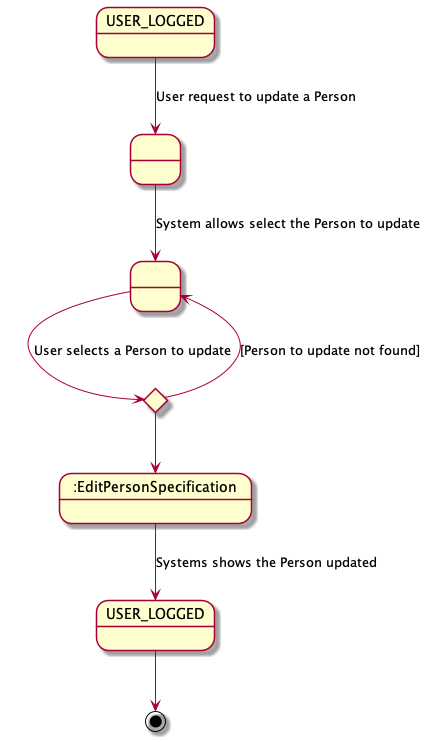 USER_LOGGED
User request to update a Person
System allows select the Person to update
User selects a Person to update
[Person to update not found]
:EditPersonSpecification
Systems shows the Person updated
USER_LOGGED